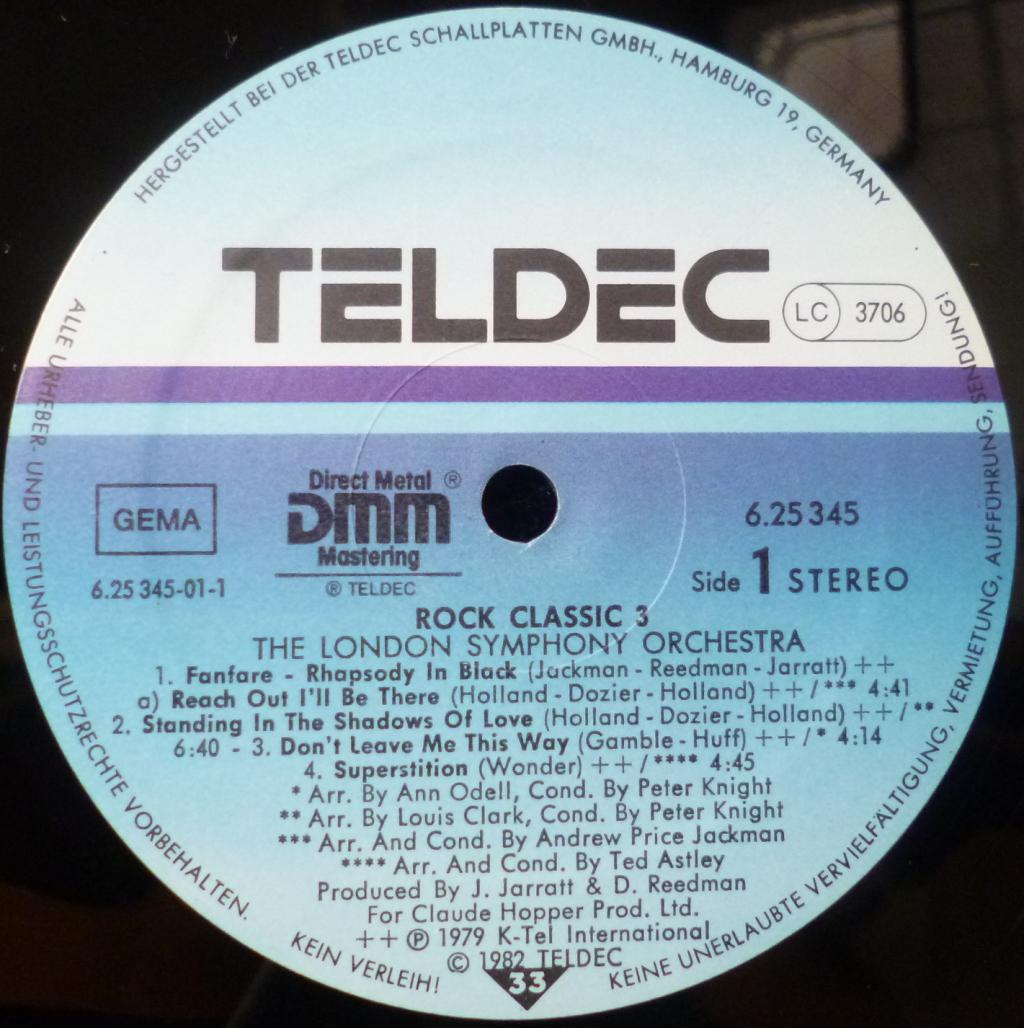 HERGESTELLT BEI DER TELDEC SCHALLPLATTEN GMBH., HAMBURG 19, GERMANY
TELDEC
LC 3706
Direct Metal ®
DMM
Mastering
® TELDEC
GEMA
6.25 345-01-1
6.25 345
Side 1 STEREO
ROCK CLASSIC 3
THE LONDON SYMPHONY ORCHESTRA
1. Fanfare - Rhapsody In Black (Jackman - Reedman - Jarratt) ++
a) Reach Out I'll Be There (Holland - Dozier - Holland) ++/*** 4:41
2. Standing In The Shadows Of Love (Holland - Dozier - Holland) ++/**
6:40 - 3. Don't Leave Me This Way (Gamble - Huff) ++/* 4:14
4. Superstition (Wonder) ++/**** 4:45
* Arr. By Ann Odell, Cond. By Peter Knight
** Arr. By Louis Clark, Cond. By Peter Knight
*** Arr. And Cond. By Andrew Price Jackman
**** Arr. And Cond. By Ted Astley
Produced By J. Jarratt & D. Reedman
For Claude Hopper Prod. Ltd.
++ ℗ 1979 K-Tel International
© 1982 TELDEC
33
ALLE URHEBER- UND LEISTUNGSSCHUTZRECHTE VORBEHALTEN.
KEIN VERLEIH!
KEINE UNERLAUBTE VERVIELFÄLTIGUNG, VERMIETUNG, AUFFÜHRUNG, SENDUNG!